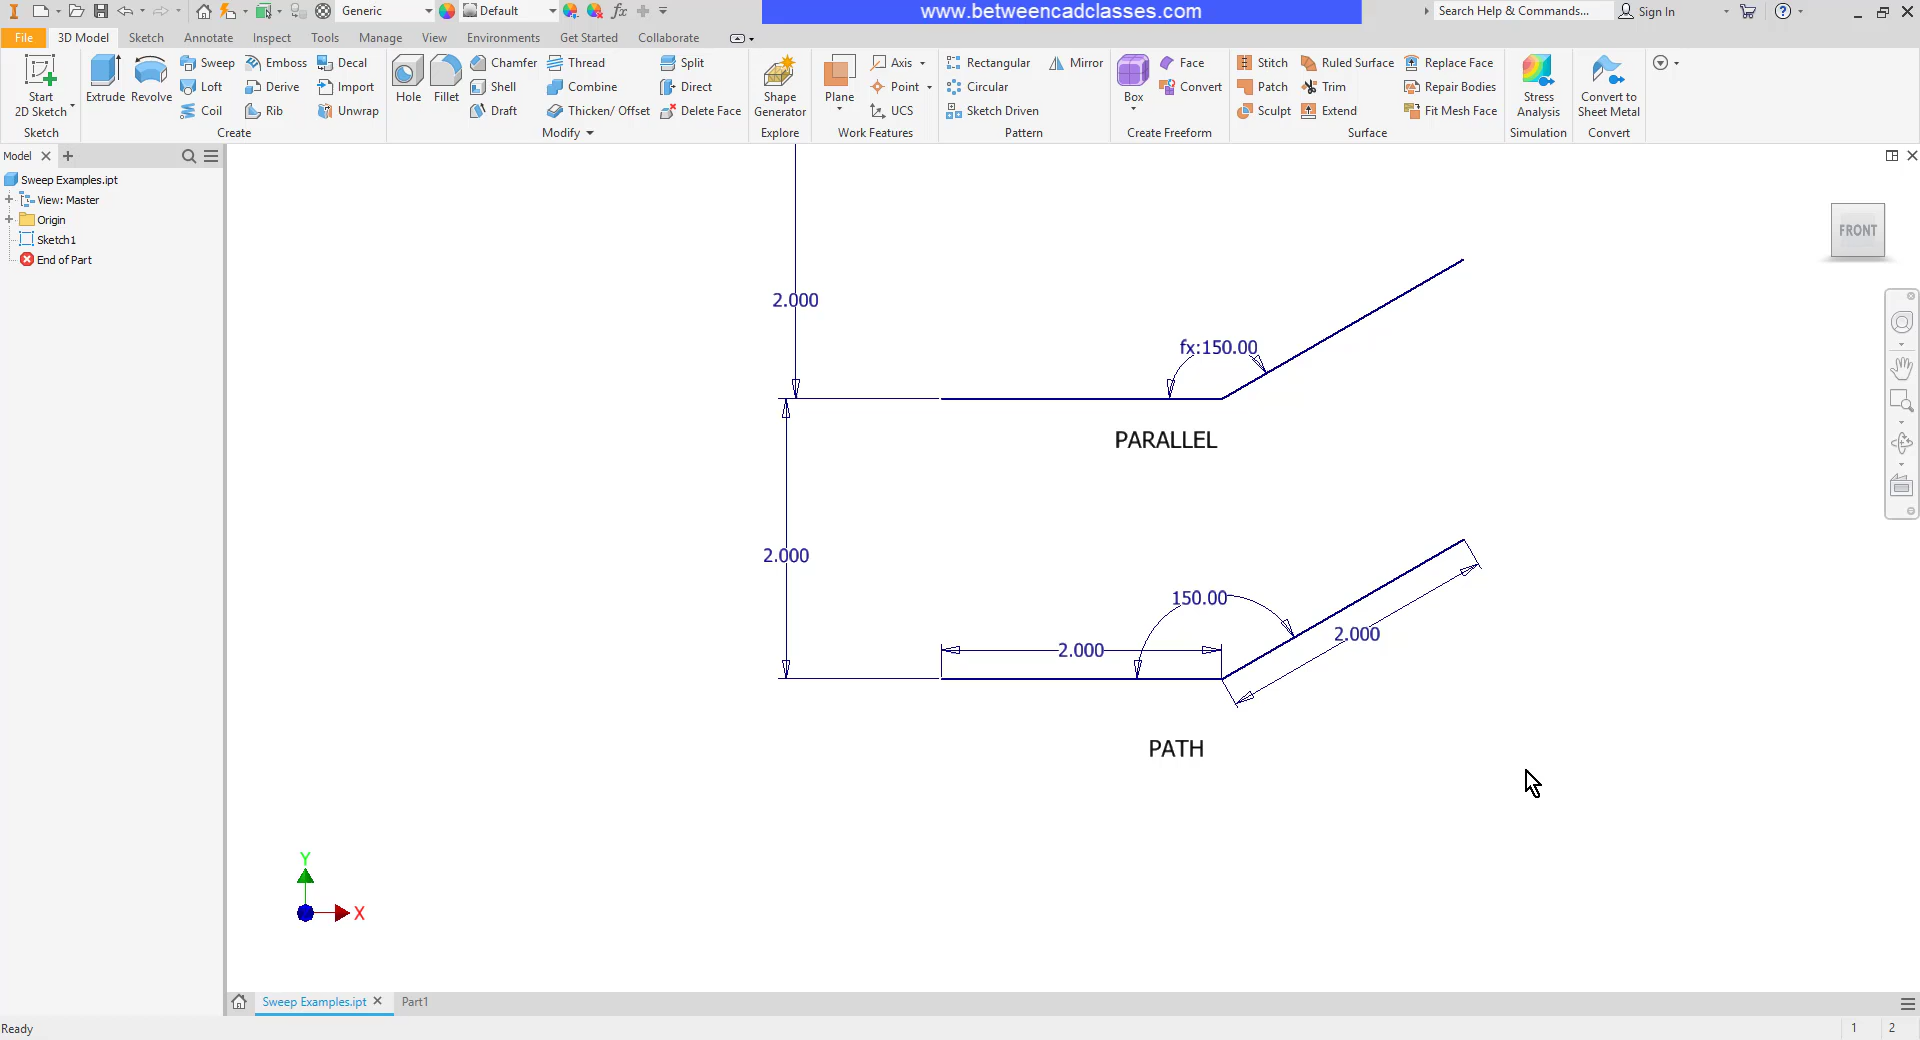 Generic
Default
www.betweencadclasses.com
Search Help & Commands...
Sign In
File
3D Model
Sketch
Annotate
Inspect
Tools
Manage
View
Environments
Get Started
Collaborate
Start
2D Sketch
Sketch
Extrude
Revolve
Sweep
Loft
Coil
Emboss
Derive
Rib
Decal
Import
Unwrap
Create
Hole
Fillet
Chamfer
Shell
Draft
Thread
Combine
Thicken/ Offset
Split
Direct
Delete Face
Modify
Shape
Generator
Explore
Plane
Axis
Point
UCS
Work Features
Rectangular
Circular
Sketch Driven
Mirror
Pattern
Box
Face
Convert
Create Freeform
Stitch
Patch
Sculpt
Ruled Surface
Trim
Extend
Replace Face
Repair Bodies
Fit Mesh Face
Surface
Stress
Analysis
Simulation
Convert to
Sheet Metal
Convert
Model
Sweep Examples.ipt
View: Master
Origin
Sketch1
End of Part
FRONT
2.000
fx:150.00
PARALLEL
2.000
150.00
2.000
2.000
PATH
Y
X
Sweep Examples.ipt
Part1
Ready
1
2